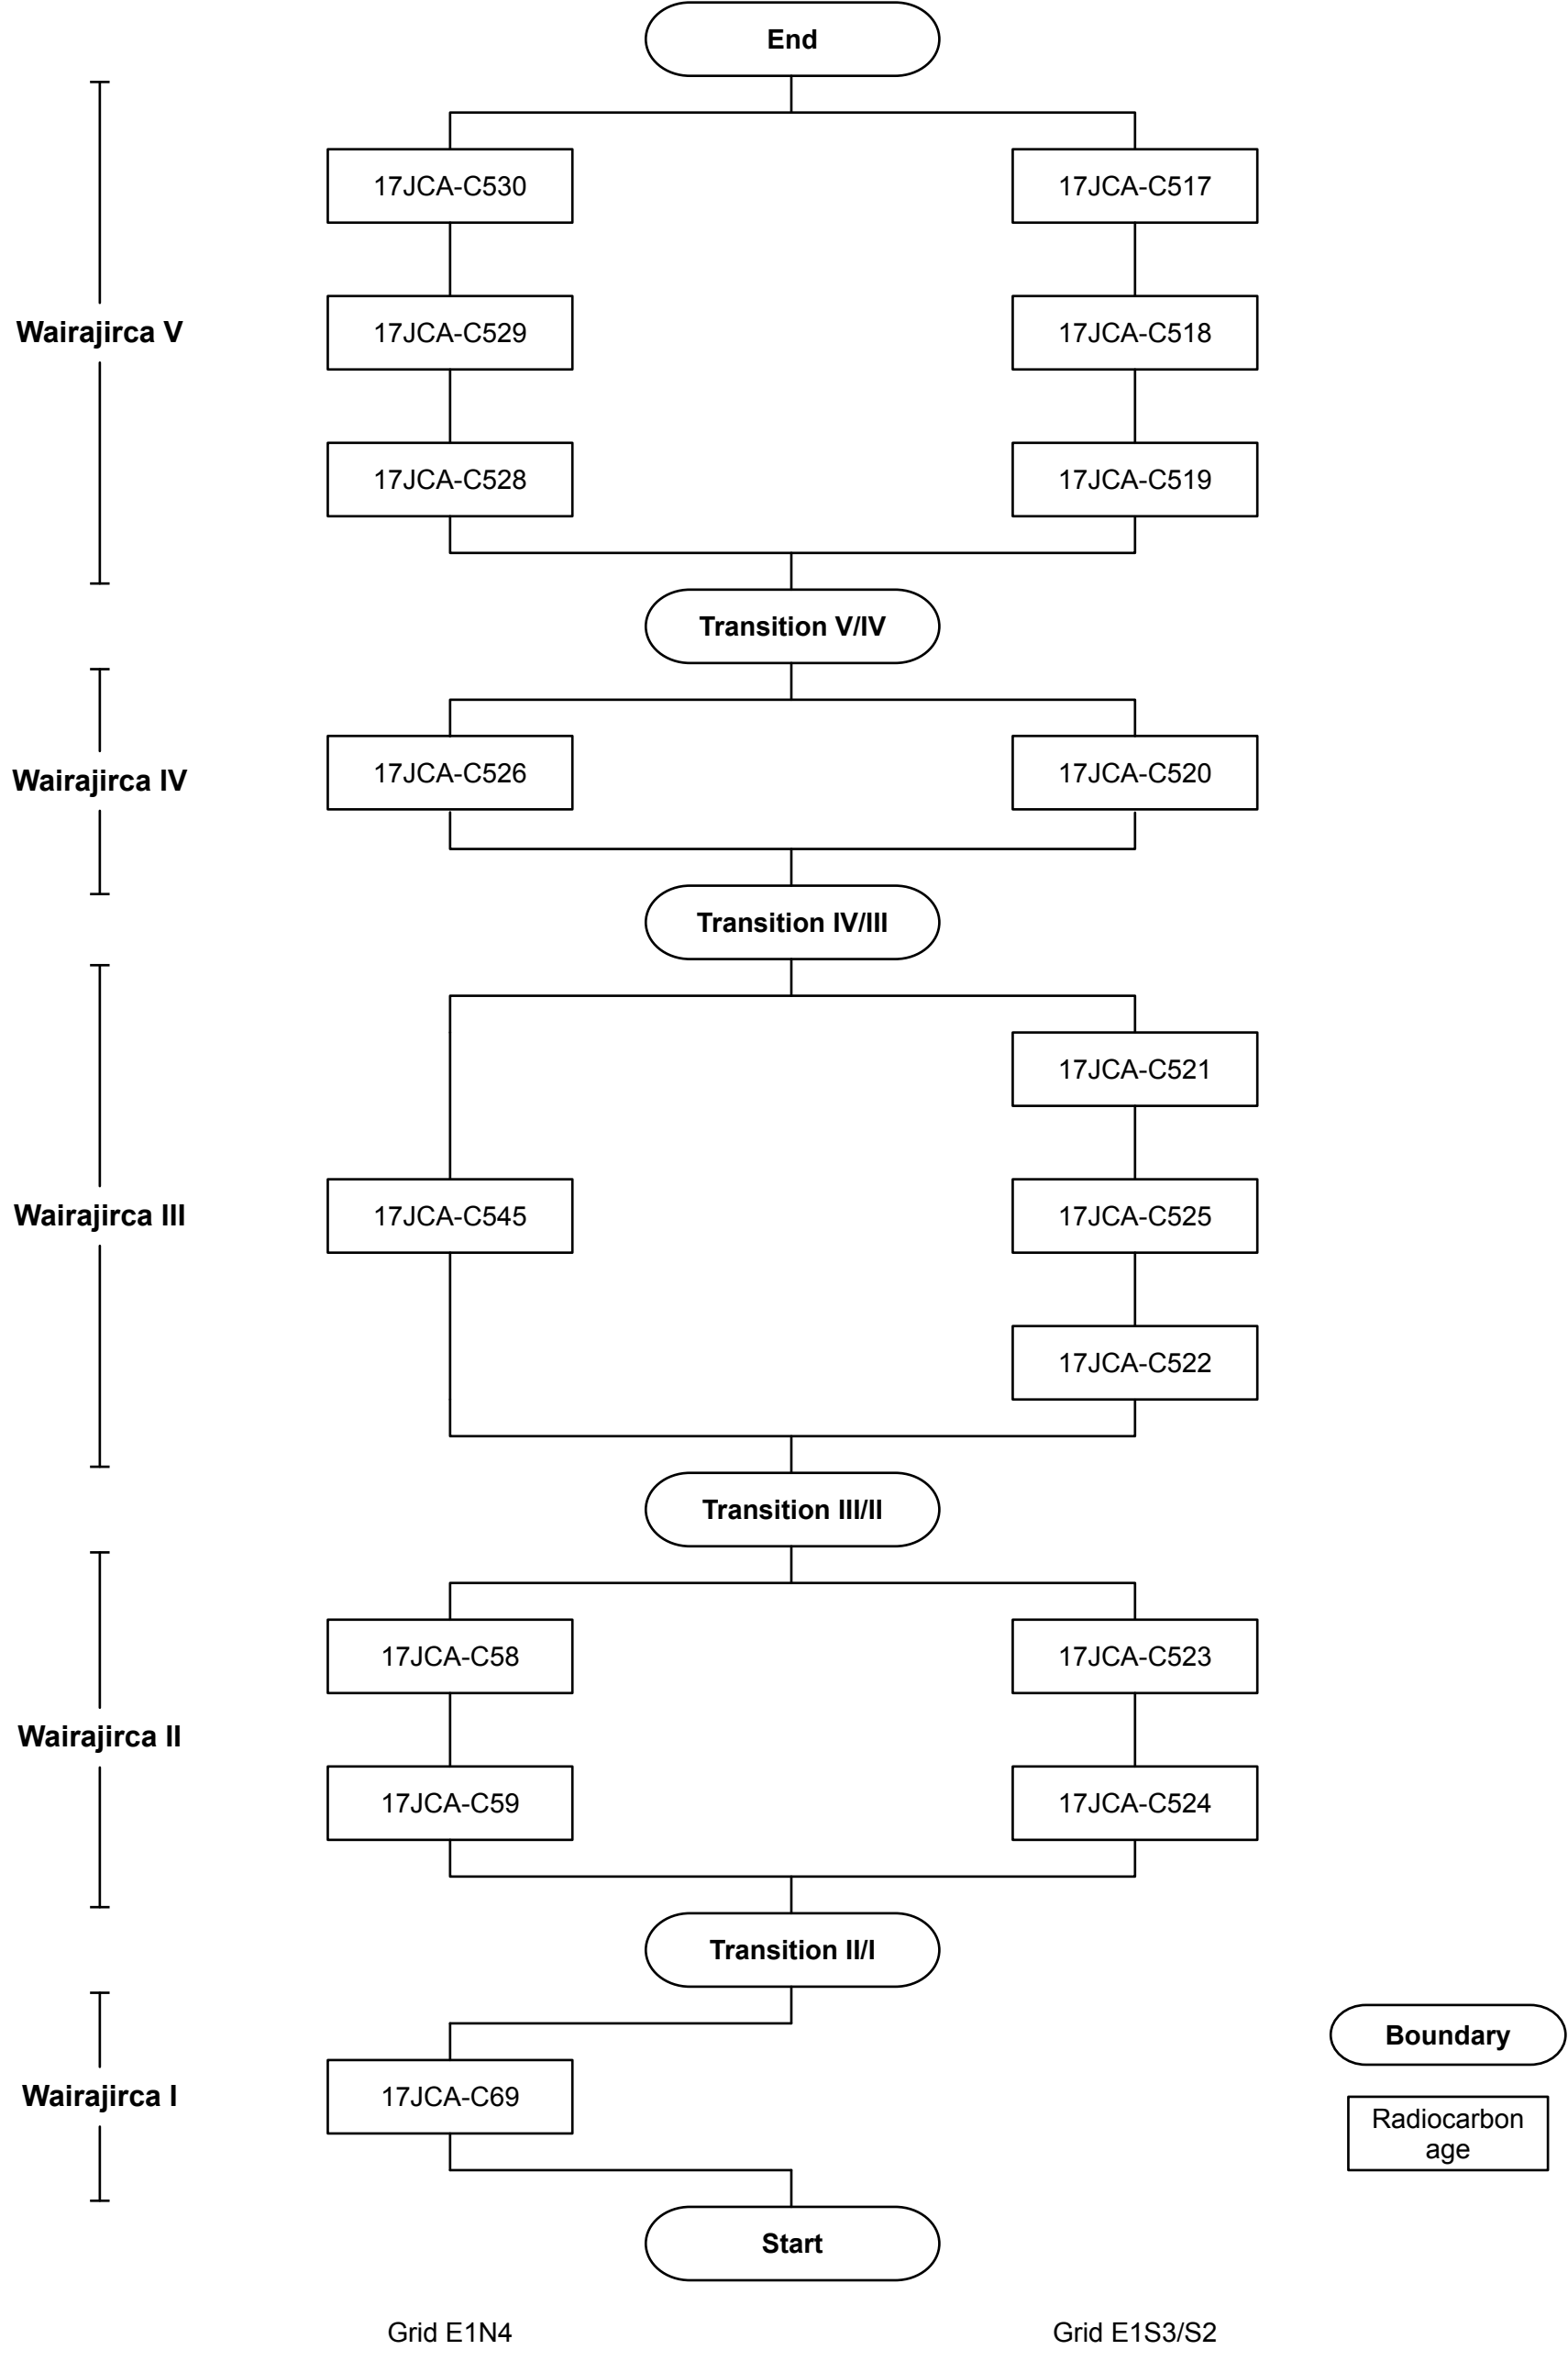 End
17JCA-C530
17JCA-C517
Wairajirca V
17JCA-C529
17JCA-C518
17JCA-C528
17JCA-C519
Transition V/IV
Wairajirca IV
17JCA-C526
17JCA-C520
Transition IV/III
17JCA-C521
Wairajirca III
17JCA-C545
17JCA-C525
17JCA-C522
Transition III/II
17JCA-C58
17JCA-C523
Wairajirca II
17JCA-C59
17JCA-C524
Transition II/I
Boundary
Wairajirca I
17JCA-C69
Radiocarbon
age
Start
Grid E1N4
Grid E1S3/S2